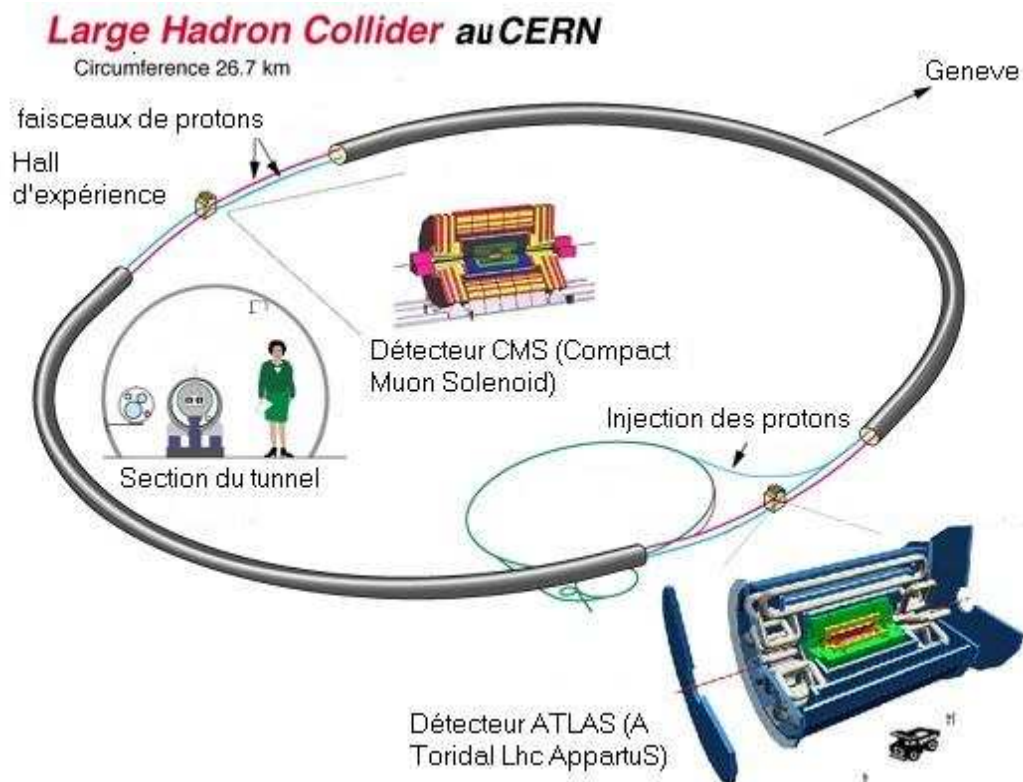 Large Hadron Collider au CERN
Circumference 26.7 km
Geneve
faisceaux de protons
Hall
d'expérience
Détecteur CMS (Compact
Muon Solenoid)
Injection des protons
Section du tunnel
Détecteur ATLAS (A
Toridal Lhc AppartuS)